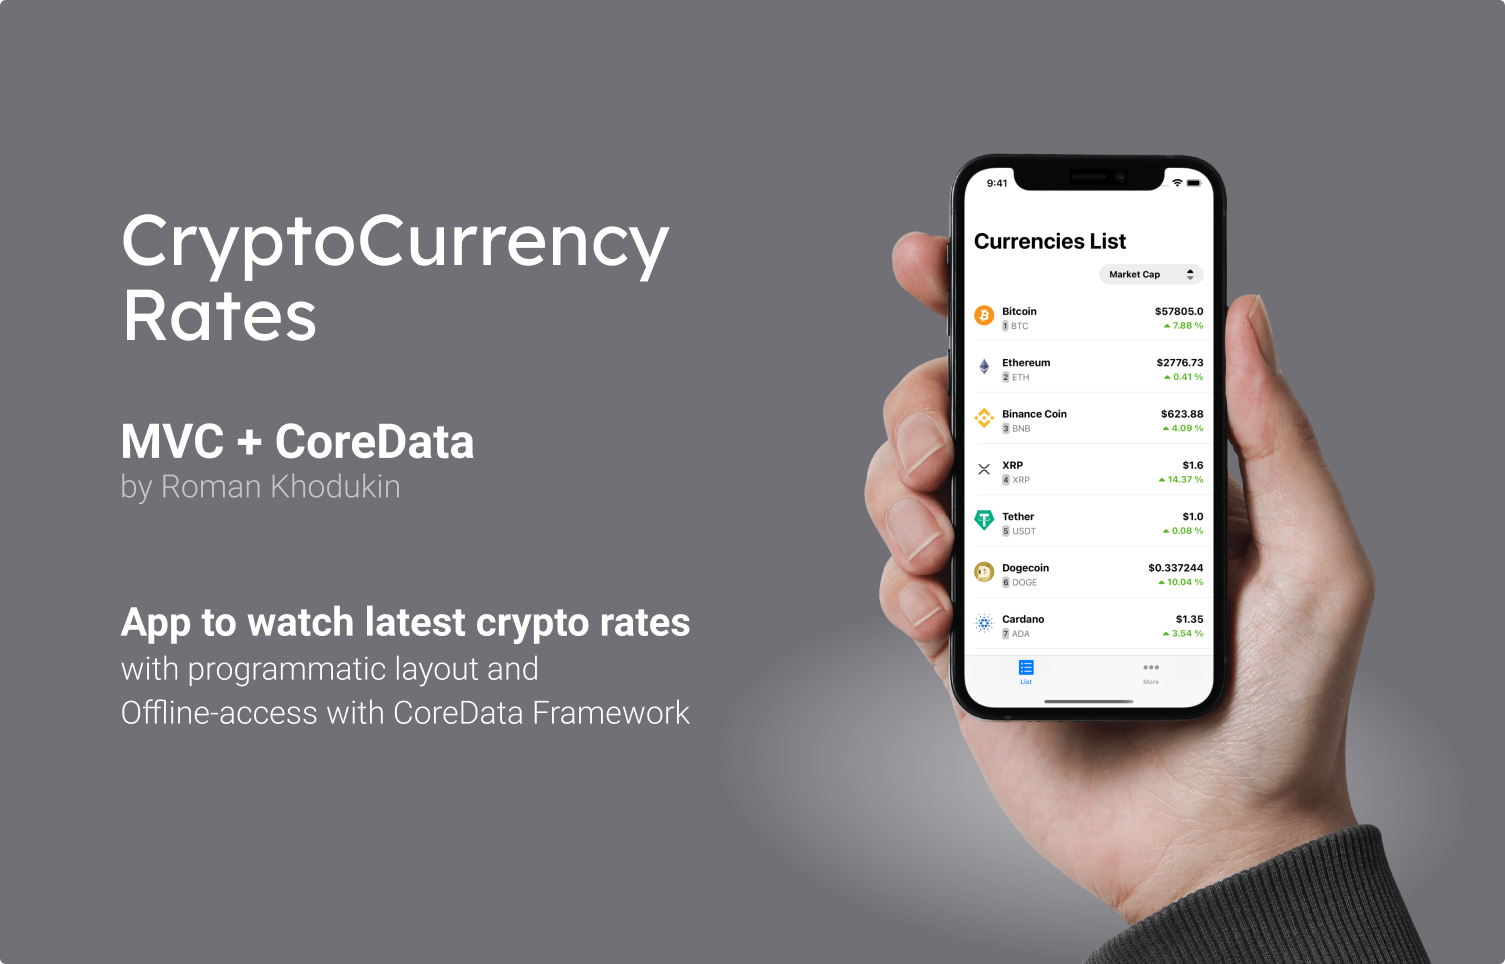 CryptoCurrency
Rates
MVC + CoreData
by Roman Khodukin
App to watch latest crypto rates
with programmatic layout and
Offline-access with CoreData Framework
9:41
Currencies List
Market Cap
Bitcoin $57805.0
1 BTC 7.88 %
Ethereum $2776.73
2 ETH 0.41 %
Binance Coin $623.88
3 BNB 4.09 %
XRP $1.6
4 XRP 14.37 %
Tether $1.0
5 USDT 0.08 %
Dogecoin $0.337244
6 DOGE 10.04 %
Cardano $1.35
7 ADA 3.54 %
List More